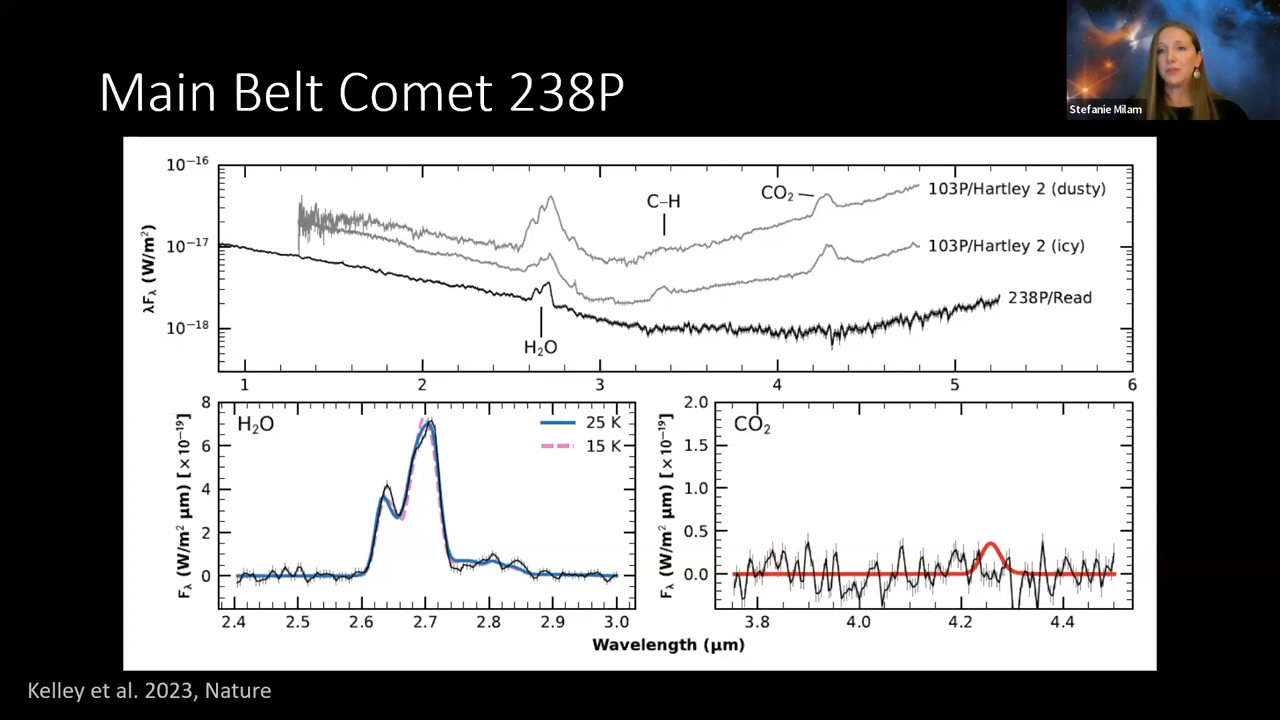 Main Belt Comet 238P
Stefanie Milam
10⁻¹⁶
10⁻¹⁷
10⁻¹⁸
λF_λ (W/m²)
C–H
CO₂
103P/Hartley 2 (dusty)
103P/Hartley 2 (icy)
238P/Read
H₂O
1 2 3 4 5 6
H₂O
25 K
15 K
8
6
4
2
0
F_λ (W/m² μm) [×10⁻¹⁹]
2.4 2.5 2.6 2.7 2.8 2.9 3.0
CO₂
2.0
1.5
1.0
0.5
0.0
F_λ (W/m² μm) [×10⁻¹⁹]
3.8 4.0 4.2 4.4
Wavelength (μm)
Kelley et al. 2023, Nature